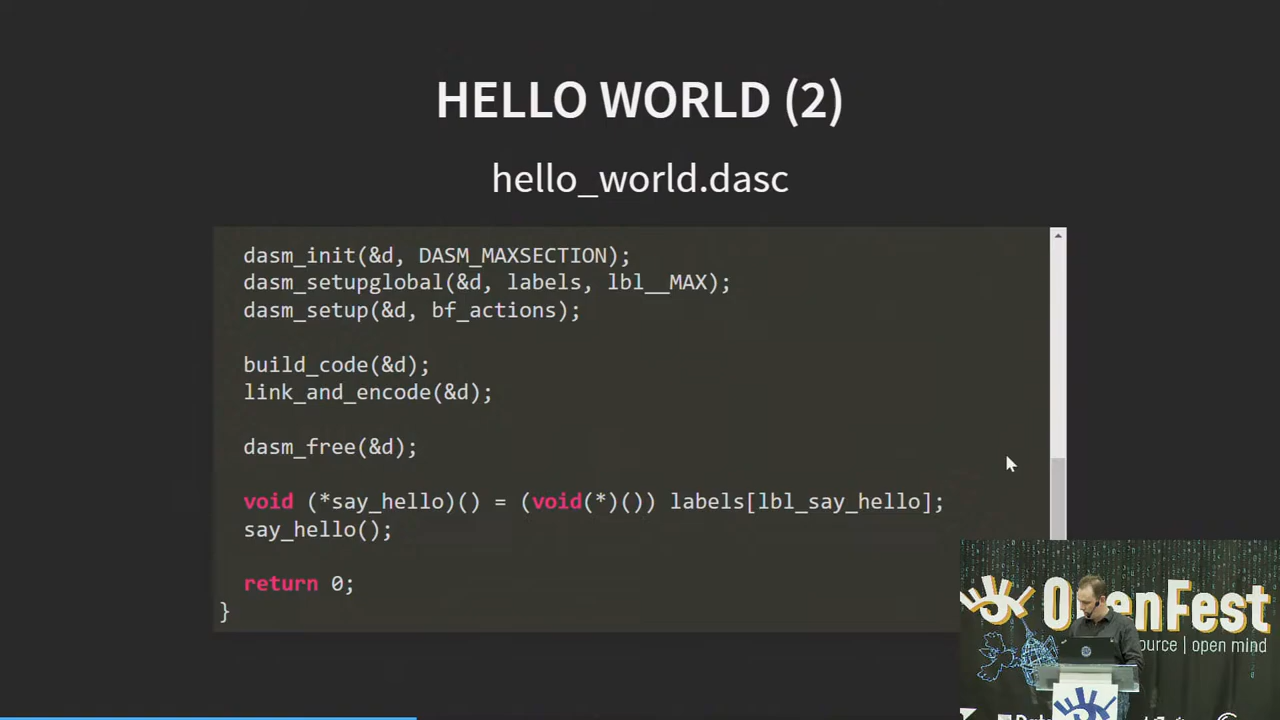 HELLO WORLD (2)
hello_world.dasc
dasm_init(&d, DASM_MAXSECTION);
dasm_setupglobal(&d, labels, lbl__MAX);
dasm_setup(&d, bf_actions);
build_code(&d);
link_and_encode(&d);
dasm_free(&d);
void (*say_hello)() = (void(*)()) labels[lbl_say_hello];
say_hello();
return 0;
}
OpenFest
open mind